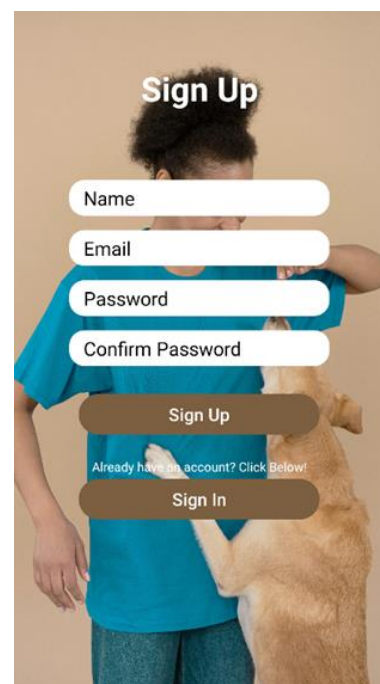 Sign Up
Name
Email
Password
Confirm Password
Sign Up
Already have an account? Click Below!
Sign In